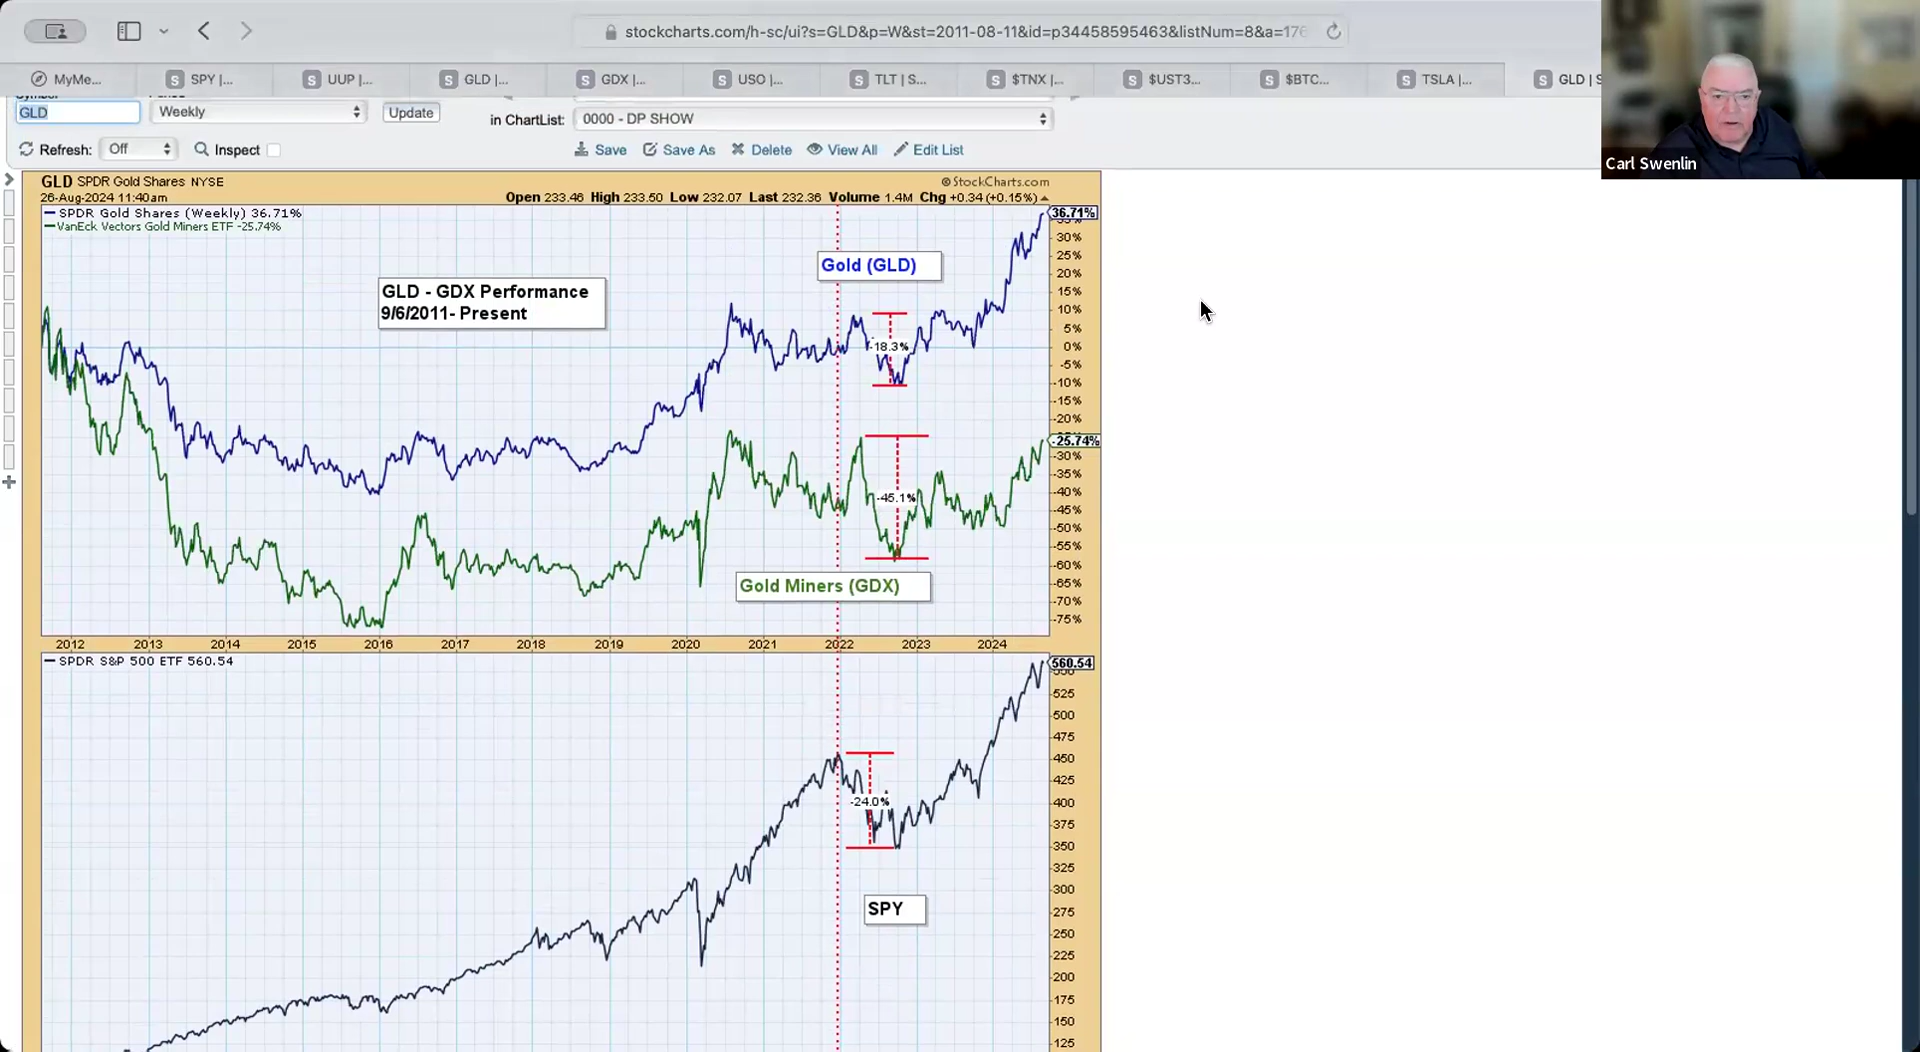 stockcharts.com/h-sc/ui?s=GLD&p=W&st=2011-08-11&id=p34458595463&listNum=8&a=176
MyMe...
S SPY |...
S UUP |...
S GLD |...
S GDX |...
S USO |...
S TLT | S...
S $TNX |...
S $UST3...
S $BTC...
S TSLA |...
S GLD | S
Carl Swenlin
GLD Weekly Update
in ChartList: 0000 - DP SHOW
Refresh: Off Inspect
Save Save As Delete View All Edit List
GLD SPDR Gold Shares NYSE
© StockCharts.com
26-Aug-2024 11:40am
Open 233.46 High 233.50 Low 232.07 Last 232.36 Volume 1.4M Chg +0.34 (+0.15%)
SPDR Gold Shares (Weekly) 36.71%
VanEck Vectors Gold Miners ETF -25.74%
GLD - GDX Performance
9/6/2011- Present
Gold (GLD)
-18.3%
-45.1%
Gold Miners (GDX)
36.71%
30%
25%
20%
15%
10%
5%
0%
-5%
-10%
-15%
-20%
-25.74%
-30%
-35%
-40%
-45%
-50%
-55%
-60%
-65%
-70%
-75%
2012 2013 2014 2015 2016 2017 2018 2019 2020 2021 2022 2023 2024
SPDR S&P 500 ETF 560.54
560.54
525
500
475
450
425
400
375
350
325
300
275
250
225
200
175
150
125
-24.0%
SPY